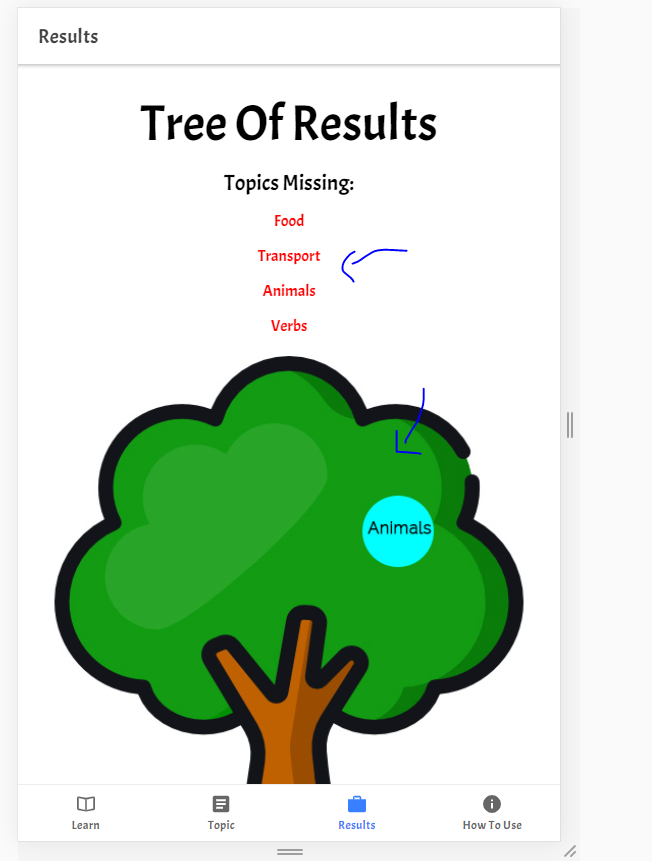 Results
Tree Of Results
Topics Missing:
Food
Transport
Animals
Verbs
Animals
Learn
Topic
Results
How To Use